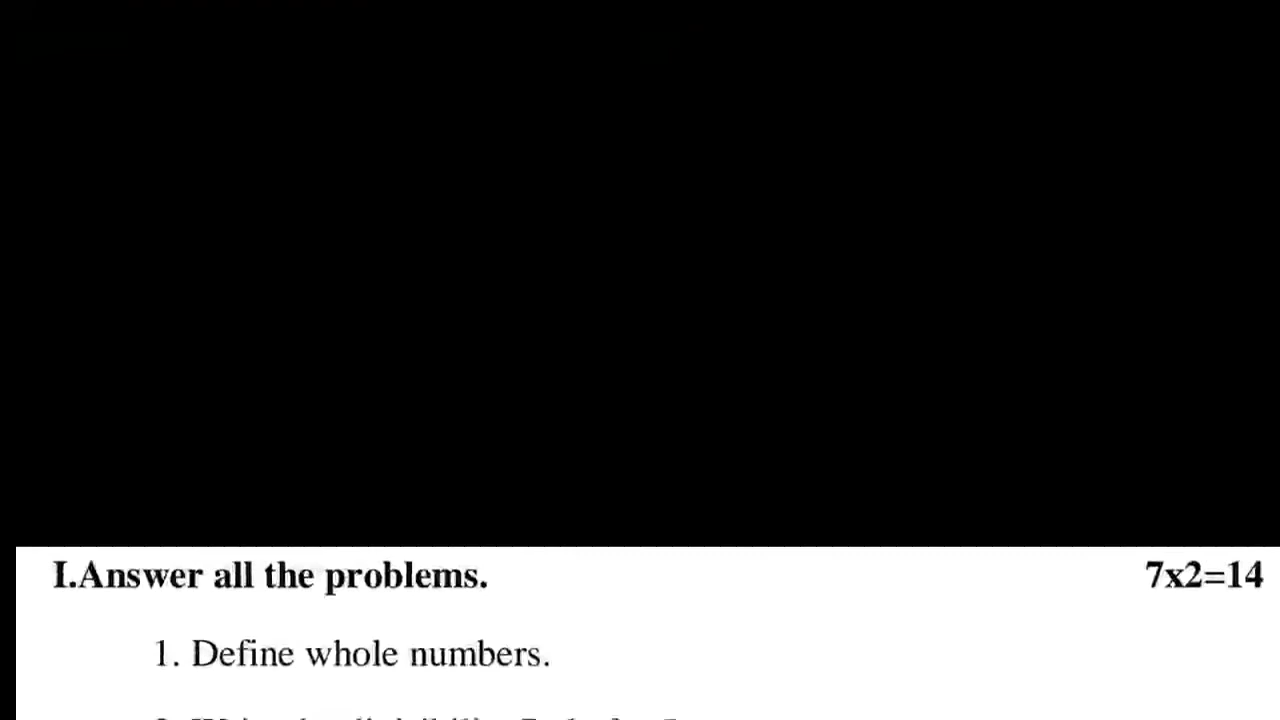 I.Answer all the problems.
7x2=14
1. Define whole numbers.